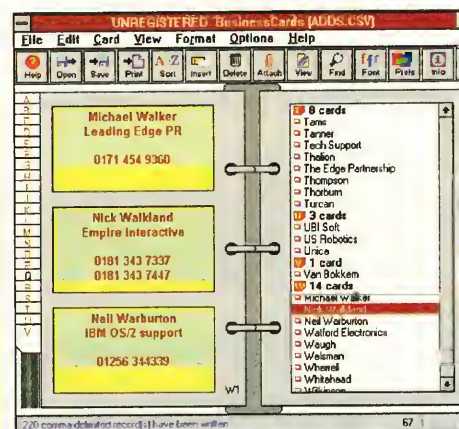 UNREGISTERED BusinessCards (ADDS.CSV)
File Edit Card View Format Options Help
Help Open Save Print Sort Insert Delete Attach View Find Font Prefs Info
Michael Walker
Leading Edge PR
0171 454 9360
Nick Walkland
Empire Interactive
0181 343 7337
0181 343 7447
Neil Warburton
IBM OS/2 support
01256 344339
W1
T 8 cards
Tams
Tanner
Tech Support
Thalion
The Edge Partnership
Thompson
Thorburn
Turcan
U 3 cards
UBI Soft
US Robotics
Unica
V 1 card
Van Bokkem
W 14 cards
Michael Walker
Nick Walkland
Neil Warburton
Watford Electronics
Waugh
Weisman
Wherrell
Whitehead
Wilkinson
220 comma delimited record(s) have been written
67